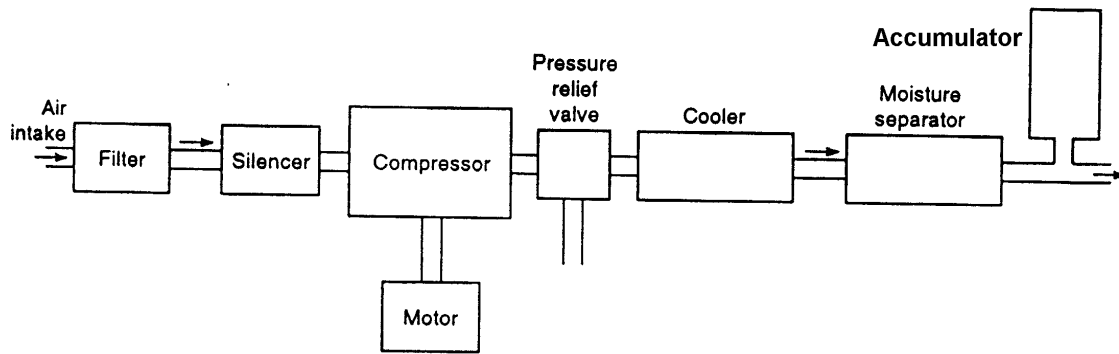 Air
intake
Filter
Silencer
Compressor
Motor
Pressure
relief
valve
Cooler
Moisture
separator
Accumulator